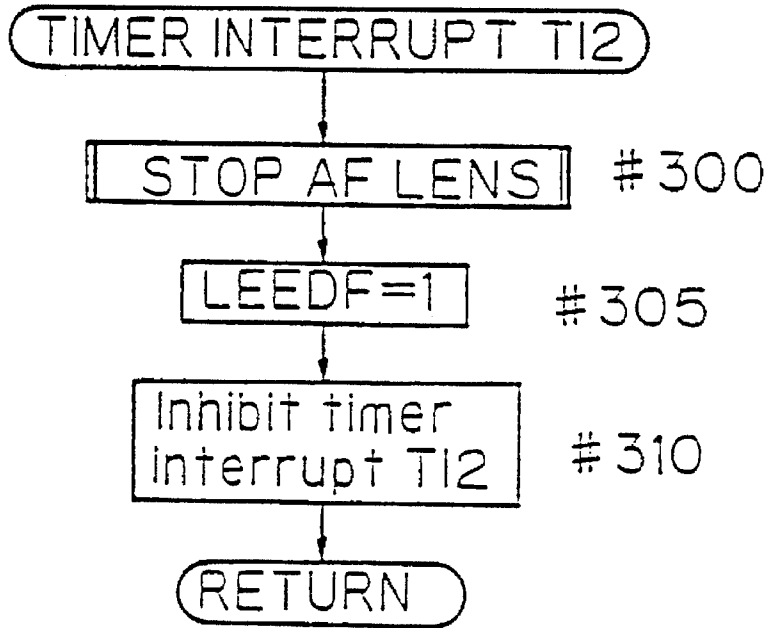 TIMER INTERRUPT TI2
STOP AF LENS #300
LEEDF=1 #305
Inhibit timer #310
interrupt TI2
RETURN